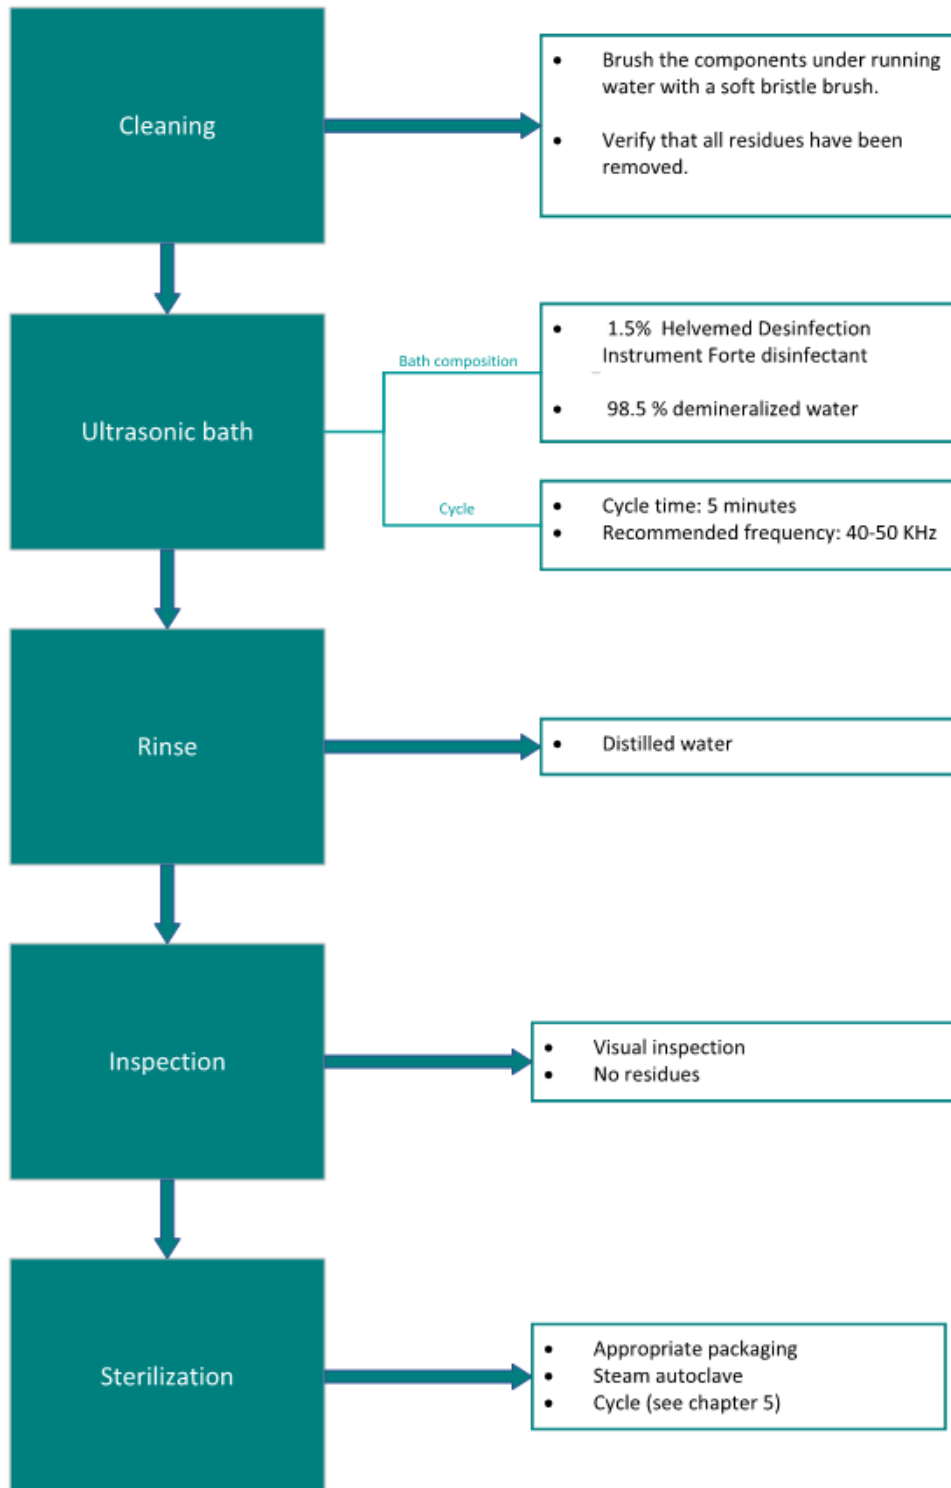 Cleaning
• Brush the components under running
water with a soft bristle brush.
• Verify that all residues have been
removed.
Ultrasonic bath
Bath composition
• 1.5% Helvemed Desinfection
Instrument Forte disinfectant
• 98.5 % demineralized water
Cycle
• Cycle time: 5 minutes
• Recommended frequency: 40-50 KHz
Rinse
• Distilled water
Inspection
• Visual inspection
• No residues
Sterilization
• Appropriate packaging
• Steam autoclave
• Cycle (see chapter 5)